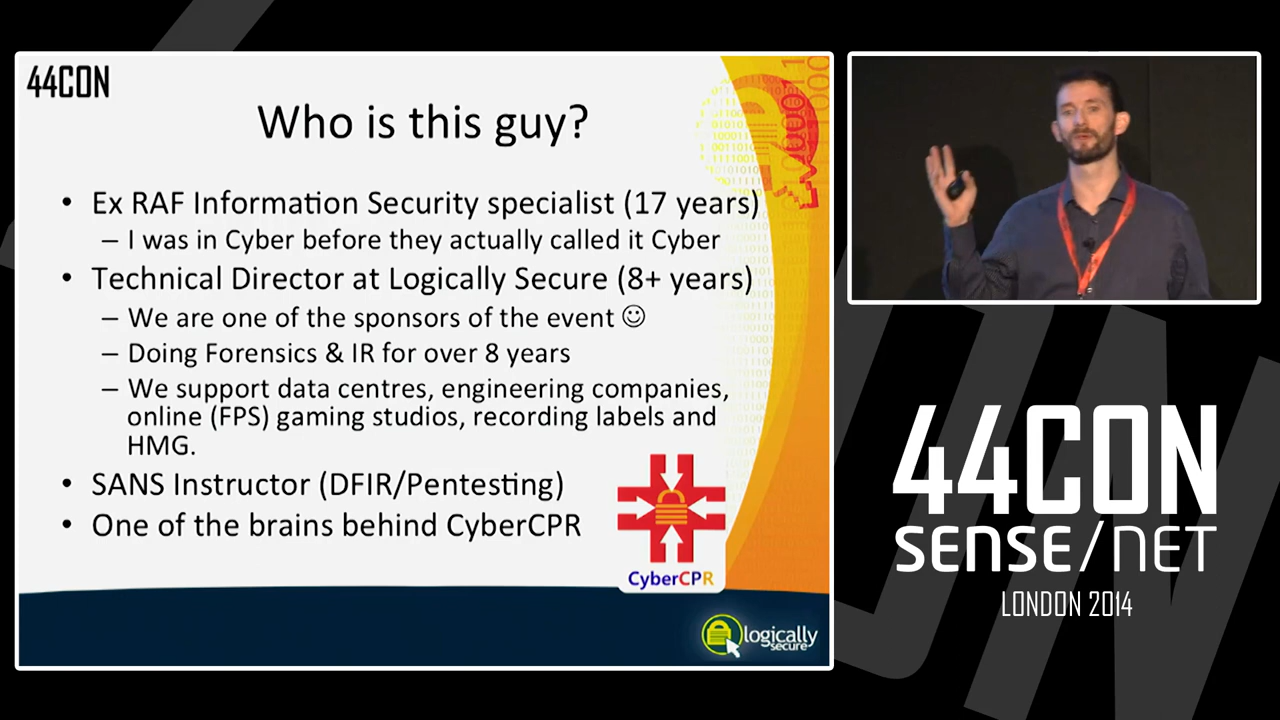 44CON
Who is this guy?
• Ex RAF Information Security specialist (17 years)
– I was in Cyber before they actually called it Cyber
• Technical Director at Logically Secure (8+ years)
– We are one of the sponsors of the event ☺
– Doing Forensics & IR for over 8 years
– We support data centres, engineering companies,
online (FPS) gaming studios, recording labels and
HMG.
• SANS Instructor (DFIR/Pentesting)
• One of the brains behind CyberCPR
CyberCPR
logically
secure
44CON
SENSE/NET
LONDON 2014